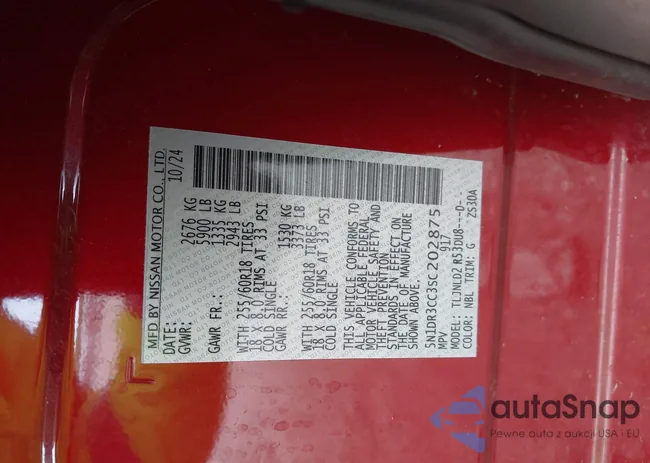 MFD BY NISSAN MOTOR CO., LTD.
DATE: 10/24
GVWR: 2676 KG
5900 LB
GAWR FR.: 1335 KG
2943 LB
WITH 255/60R18 TIRES
18 X 8.0 RIMS AT 33 PSI
COLD SINGLE
GAWR RR.: 1530 KG
3373 LB
WITH 255/60R18 TIRES
18 X 8.0 RIMS AT 33 PSI
COLD SINGLE
THIS VEHICLE CONFORMS TO
ALL APPLICABLE FEDERAL
MOTOR VEHICLE SAFETY AND
THEFT PREVENTION
STANDARDS IN EFFECT ON
THE DATE OF MANUFACTURE
SHOWN ABOVE.
5N1DR3CC3SC202875
MPV 917
MODEL: TLJNLD2 R53DU8---D-
COLOR: NBL TRIM: G ZS30A
autaSnap
Pewne auta z aukcji USA i EU